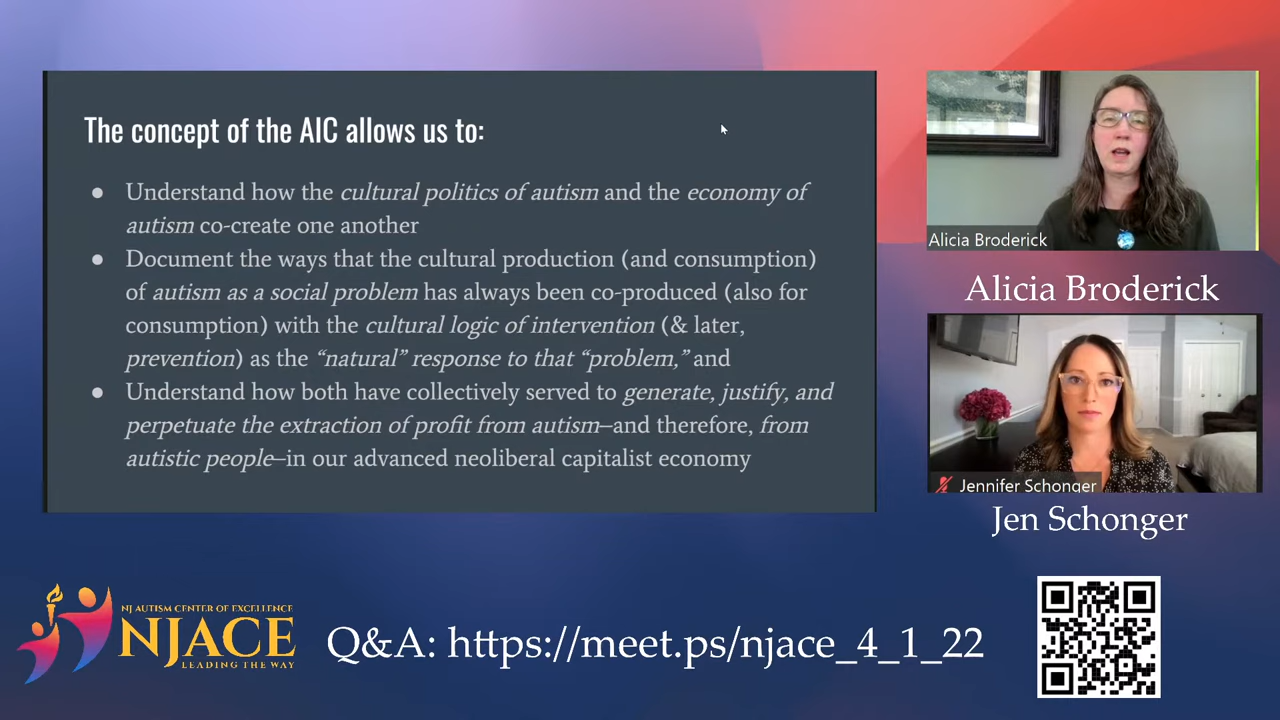 The concept of the AIC allows us to:
● Understand how the cultural politics of autism and the economy of
autism co-create one another
● Document the ways that the cultural production (and consumption)
of autism as a social problem has always been co-produced (also for
consumption) with the cultural logic of intervention (& later,
prevention) as the “natural” response to that “problem,” and
● Understand how both have collectively served to generate, justify, and
perpetuate the extraction of profit from autism—and therefore, from
autistic people—in our advanced neoliberal capitalist economy
Alicia Broderick
Alicia Broderick
Jennifer Schonger
Jen Schonger
NJ AUTISM CENTER OF EXCELLENCE
NJACE
LEADING THE WAY
Q&A: https://meet.ps/njace_4_1_22